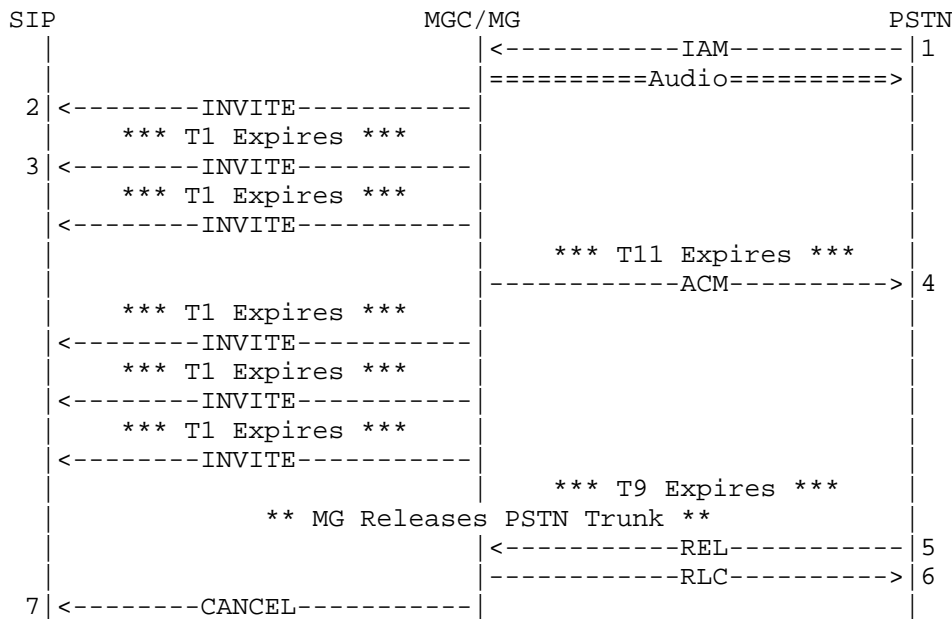 SIP                       MGC/MG                       PSTN
  |                          |<-----------IAM-----------|1
  |                          |==========Audio==========>|
 2|<--------INVITE-----------|                          |
  |    *** T1 Expires ***    |                          |
 3|<--------INVITE-----------|                          |
  |    *** T1 Expires ***    |                          |
  |<--------INVITE-----------|                          |
  |                          |    *** T11 Expires ***   |
  |                          |------------ACM---------->|4
  |    *** T1 Expires ***    |                          |
  |<--------INVITE-----------|                          |
  |    *** T1 Expires ***    |                          |
  |<--------INVITE-----------|                          |
  |    *** T1 Expires ***    |                          |
  |<--------INVITE-----------|                          |
  |                          |    *** T9 Expires ***    |
  |             ** MG Releases PSTN Trunk **            |
  |                          |<-----------REL-----------|5
  |                          |------------RLC---------->|6
 7|<--------CANCEL-----------|                          |